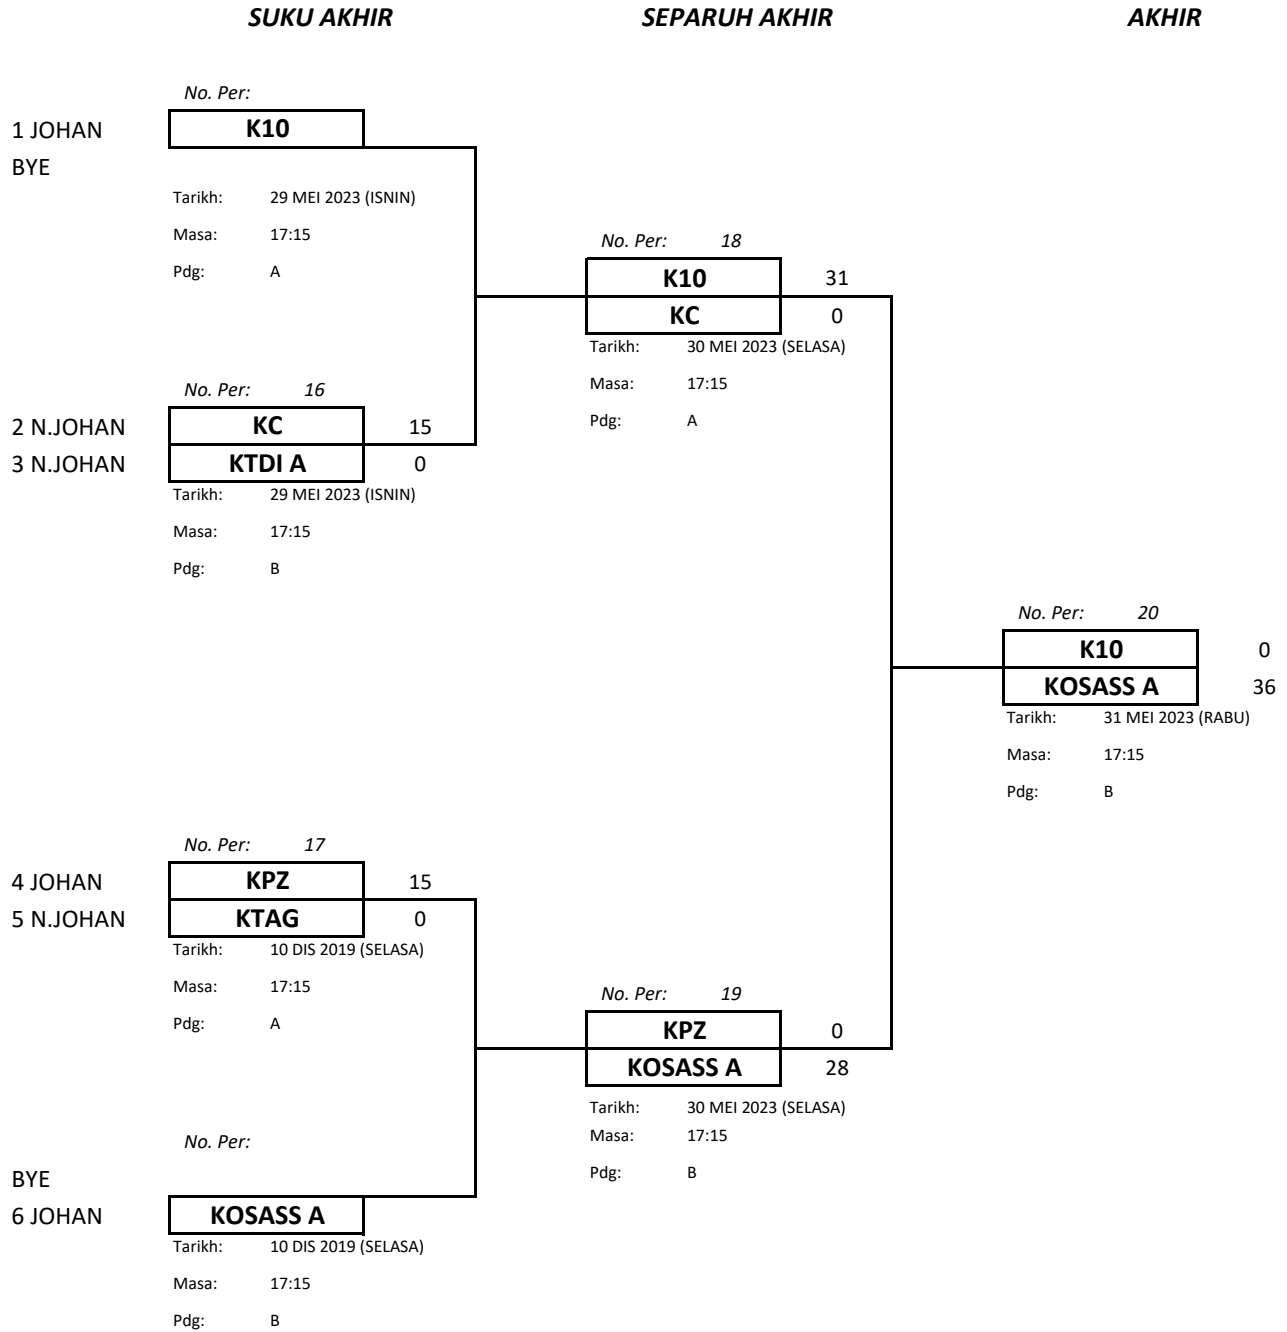 SUKU AKHIR SEPARUH AKHIR AKHIR
No. Per:
1 JOHAN K10
BYE
Tarikh: 29 MEI 2023 (ISNIN)
Masa: 17:15
Pdg: A
No. Per: 18
K10 31
KC 0
Tarikh: 30 MEI 2023 (SELASA)
Masa: 17:15
Pdg: A
No. Per: 16
2 N.JOHAN KC 15
3 N.JOHAN KTDI A 0
Tarikh: 29 MEI 2023 (ISNIN)
Masa: 17:15
Pdg: B
No. Per: 20
K10 0
KOSASS A 36
Tarikh: 31 MEI 2023 (RABU)
Masa: 17:15
Pdg: B
No. Per: 17
4 JOHAN KPZ 15
5 N.JOHAN KTAG 0
Tarikh: 10 DIS 2019 (SELASA)
Masa: 17:15
Pdg: A
No. Per: 19
KPZ 0
KOSASS A 28
Tarikh: 30 MEI 2023 (SELASA)
Masa: 17:15
Pdg: B
No. Per:
BYE
6 JOHAN KOSASS A
Tarikh: 10 DIS 2019 (SELASA)
Masa: 17:15
Pdg: B